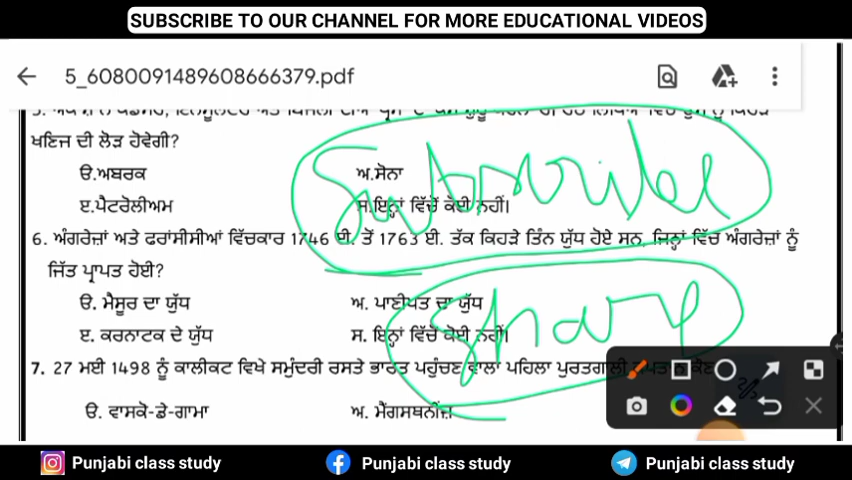 SUBSCRIBE TO OUR CHANNEL FOR MORE EDUCATIONAL VIDEOS
5_6080091489608666379.pdf
ਖਣਿਜ ਦੀ ਲੋੜ ਹੋਵੇਗੀ?
ੳ.ਅਬਰਕ ਅ.ਸੋਨਾ
ੲ.ਪੈਟਰੋਲੀਅਮ ਸ.ਇਨ੍ਹਾਂ ਵਿੱਚੋਂ ਕੋਈ ਨਹੀਂ।
Subscribe
6. ਅੰਗਰੇਜ਼ਾਂ ਅਤੇ ਫਰਾਂਸੀਸੀਆਂ ਵਿੱਚਕਾਰ 1746 ਈ. ਤੋਂ 1763 ਈ. ਤੱਕ ਕਿਹੜੇ ਤਿੰਨ ਯੁੱਧ ਹੋਏ ਸਨ, ਜਿਨ੍ਹਾਂ ਵਿੱਚ ਅੰਗਰੇਜ਼ਾਂ ਨੂੰ
ਜਿੱਤ ਪ੍ਰਾਪਤ ਹੋਈ?
ੳ. ਮੈਸੂਰ ਦਾ ਯੁੱਧ ਅ. ਪਾਣੀਪਤ ਦਾ ਯੁੱਧ
ੲ. ਕਰਨਾਟਕ ਦੇ ਯੁੱਧ ਸ. ਇਨ੍ਹਾਂ ਵਿੱਚੋਂ ਕੋਈ ਨਹੀਂ।
Share
7. 27 ਮਈ 1498 ਨੂੰ ਕਾਲੀਕਟ ਵਿਖੇ ਸਮੁੰਦਰੀ ਰਸਤੇ ਭਾਰਤ ਪਹੁੰਚਣ ਵਾਲਾ ਪਹਿਲਾ ਪੁਰਤਗਾਲੀ
ੳ. ਵਾਸਕੋ-ਡੇ-ਗਾਮਾ ਅ. ਮੈਗਸਥਨੀਜ਼
Punjabi class study Punjabi class study Punjabi class study